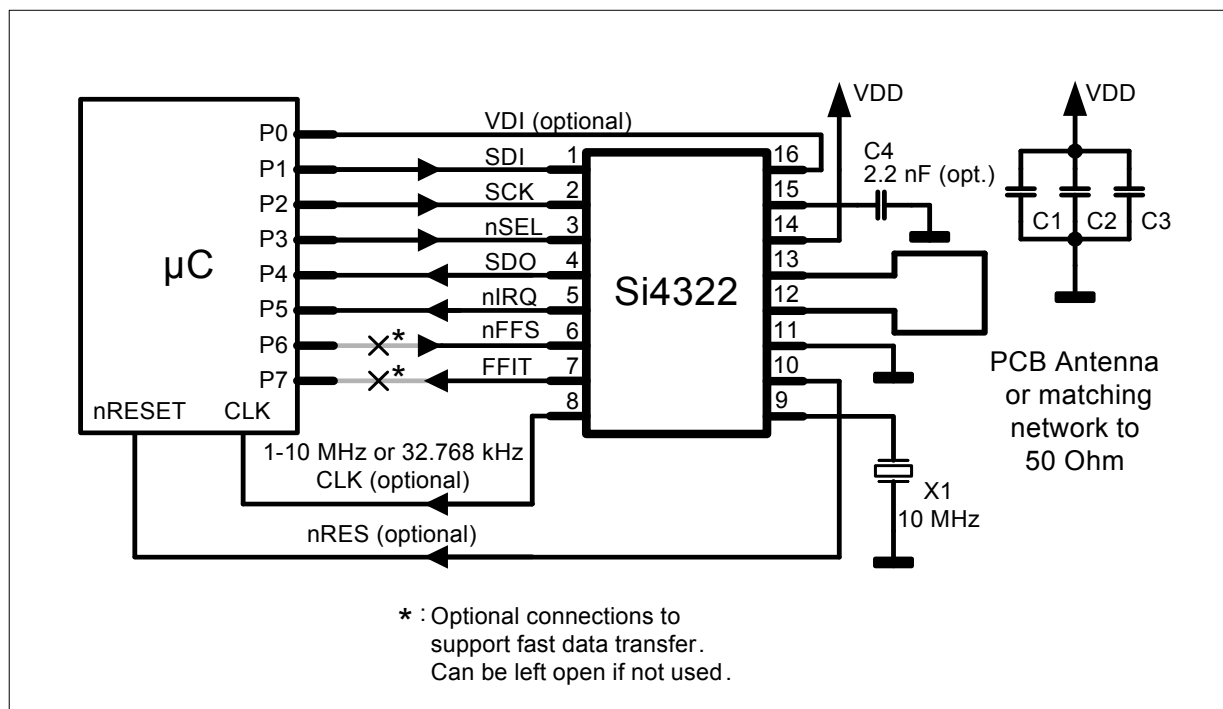 VDD
VDD
P0
VDI (optional)
C4
2.2 nF (opt.)
P1
SDI
1
16
P2
SCK
2
15
P3
nSEL
3
14
C1
C2
C3
µC
P4
SDO
4
Si4322
13
P5
nIRQ
5
12
P6
*
nFFS
6
11
P7
*
FFIT
7
10
nRESET
CLK
8
9
PCB Antenna
or matching
network to
50 Ohm
1-10 MHz or 32.768 kHz
CLK (optional)
X1
10 MHz
nRES (optional)
* : Optional connections to
support fast data transfer.
Can be left open if not used.